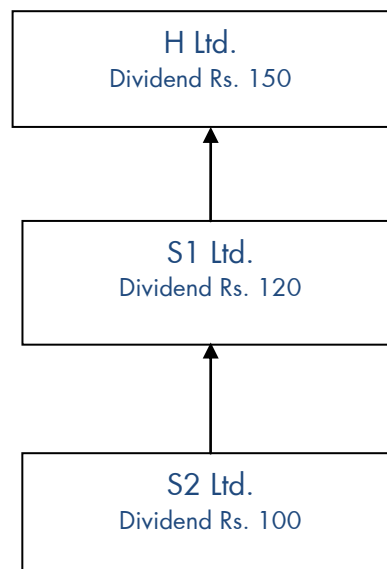 H Ltd.
Dividend Rs. 150
S1 Ltd.
Dividend Rs. 120
S2 Ltd.
Dividend Rs. 100